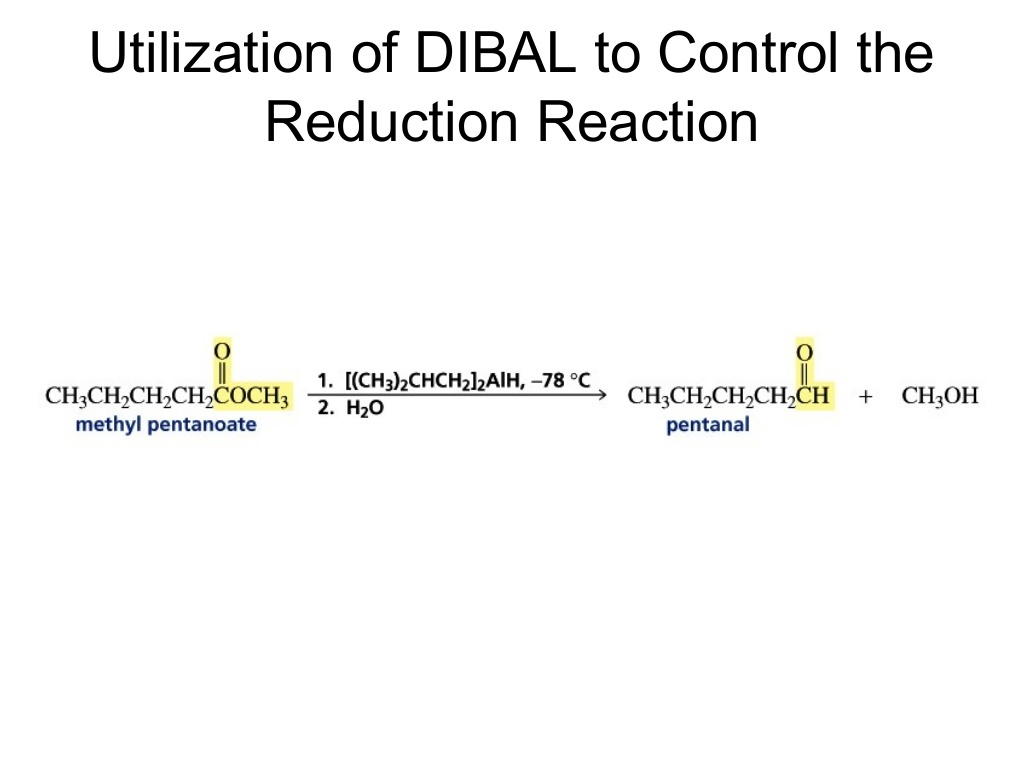 Utilization of DIBAL to Control the
Reduction Reaction
O
||
CH₃CH₂CH₂CH₂COCH₃
methyl pentanoate
1. [(CH₃)₂CHCH₂]₂AlH, –78 °C
2. H₂O
O
||
CH₃CH₂CH₂CH₂CH + CH₃OH
pentanal